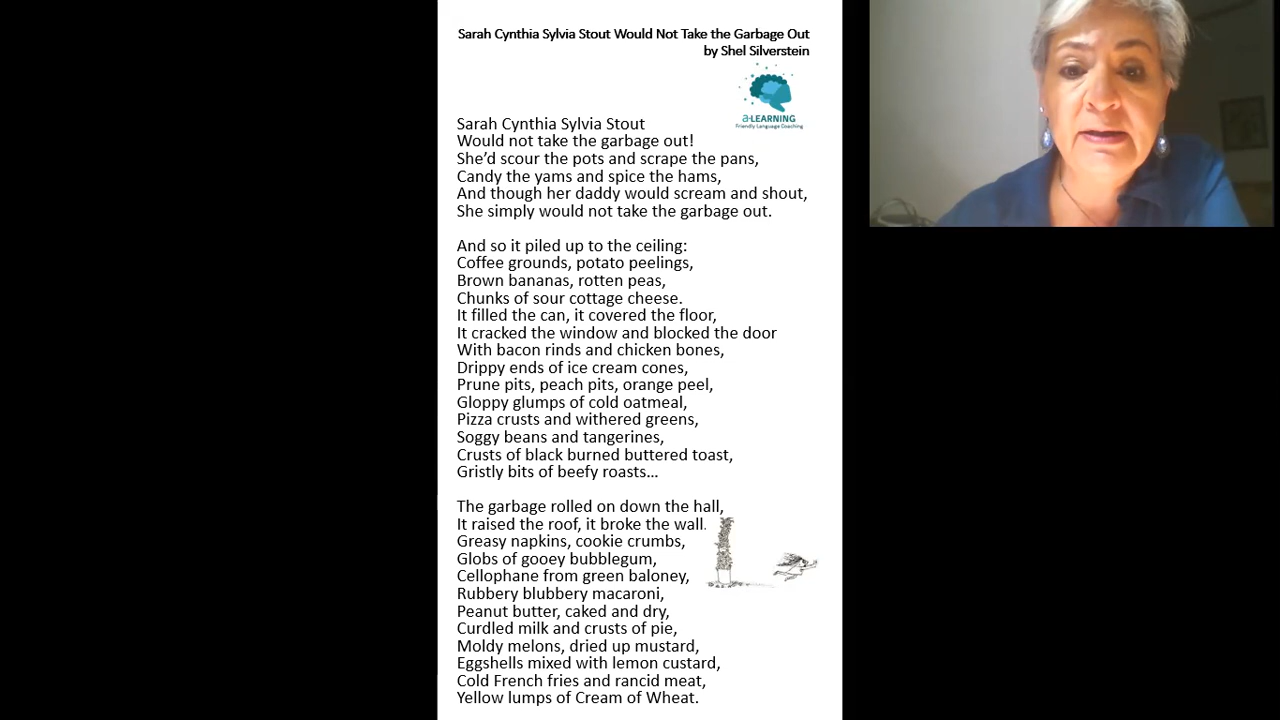 Sarah Cynthia Sylvia Stout Would Not Take the Garbage Out
by Shel Silverstein
a-LEARNING
Friendly Language Coaching
Sarah Cynthia Sylvia Stout
Would not take the garbage out!
She’d scour the pots and scrape the pans,
Candy the yams and spice the hams,
And though her daddy would scream and shout,
She simply would not take the garbage out.
And so it piled up to the ceiling:
Coffee grounds, potato peelings,
Brown bananas, rotten peas,
Chunks of sour cottage cheese.
It filled the can, it covered the floor,
It cracked the window and blocked the door
With bacon rinds and chicken bones,
Drippy ends of ice cream cones,
Prune pits, peach pits, orange peel,
Gloppy glumps of cold oatmeal,
Pizza crusts and withered greens,
Soggy beans and tangerines,
Crusts of black burned buttered toast,
Gristly bits of beefy roasts…
The garbage rolled on down the hall,
It raised the roof, it broke the wall.
Greasy napkins, cookie crumbs,
Globs of gooey bubblegum,
Cellophane from green baloney,
Rubbery blubbery macaroni,
Peanut butter, caked and dry,
Curdled milk and crusts of pie,
Moldy melons, dried up mustard,
Eggshells mixed with lemon custard,
Cold French fries and rancid meat,
Yellow lumps of Cream of Wheat.